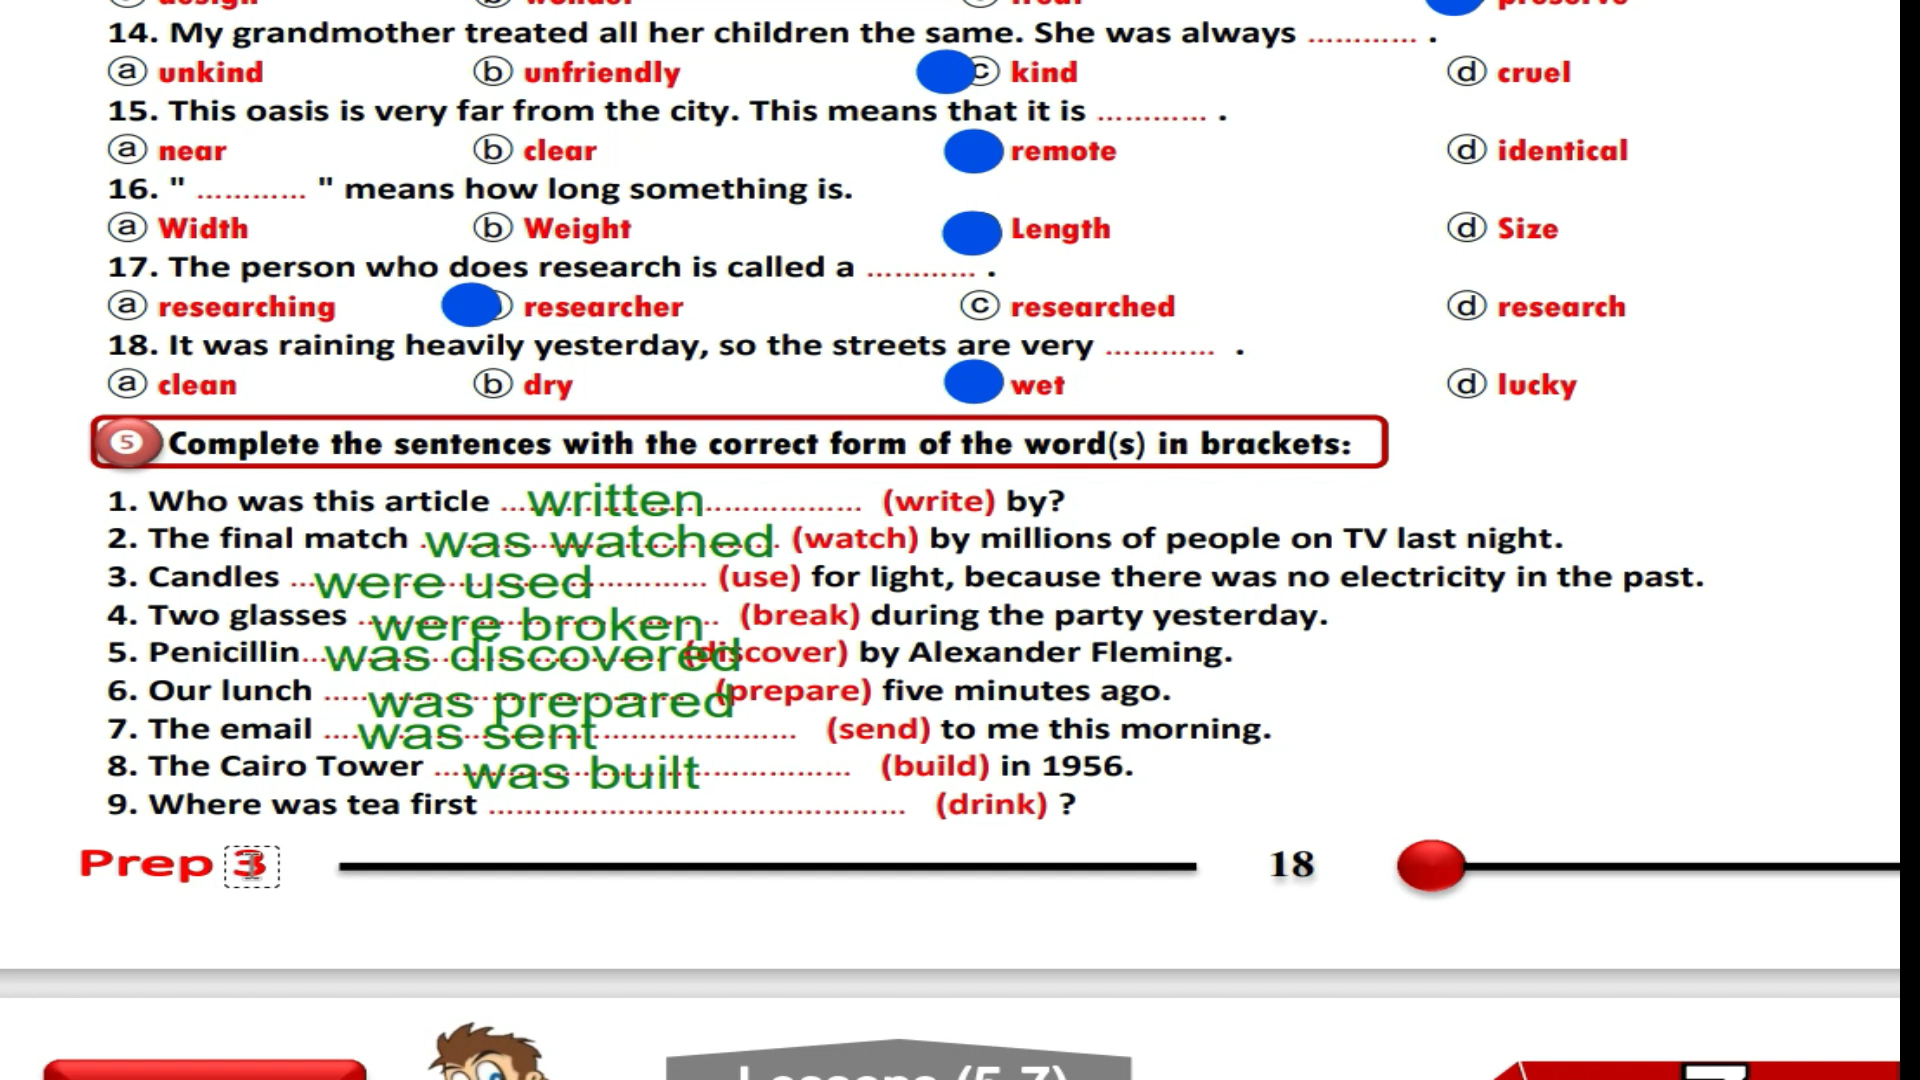 ⓐ design ⓑ wonder ⓒ treat preserve
14. My grandmother treated all her children the same. She was always ............ .
ⓐ unkind ⓑ unfriendly ⓒ kind ⓓ cruel
15. This oasis is very far from the city. This means that it is ............ .
ⓐ near ⓑ clear remote ⓓ identical
16. " ............ " means how long something is.
ⓐ Width ⓑ Weight Length ⓓ Size
17. The person who does research is called a ............ .
ⓐ researching researcher ⓒ researched ⓓ research
18. It was raining heavily yesterday, so the streets are very ............ .
ⓐ clean ⓑ dry wet ⓓ lucky
5 Complete the sentences with the correct form of the word(s) in brackets:
1. Who was this article ... written .................. (write) by?
2. The final match was watched (watch) by millions of people on TV last night.
3. Candles ... were used ............ (use) for light, because there was no electricity in the past.
4. Two glasses were broken (break) during the party yesterday.
5. Penicillin... was discovered (discover) by Alexander Fleming.
6. Our lunch ..... was prepared (prepare) five minutes ago.
7. The email .... was sent ..................... (send) to me this morning.
8. The Cairo Tower .... was built ................ (build) in 1956.
9. Where was tea first ........................................ (drink) ?
Prep 3 18
Lessons (5-7)